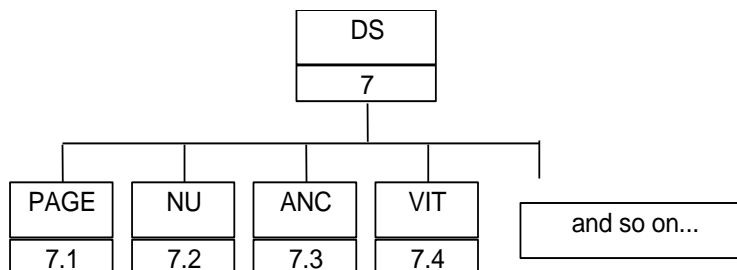 DS
7
PAGE NU ANC VIT
and so on...
7.1 7.2 7.3 7.4